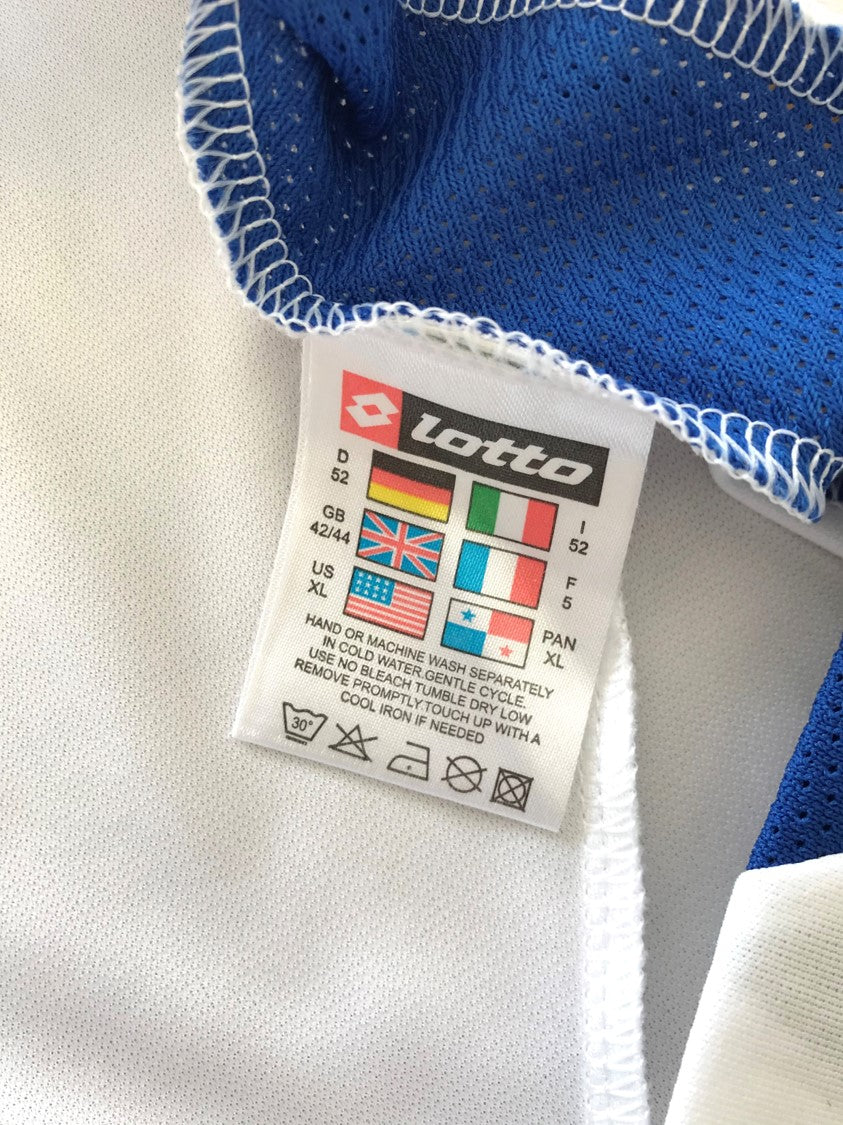 lotto
D
52
I
52
GB
42/44
F
5
US
XL
PAN
XL
HAND OR MACHINE WASH SEPARATELY
IN COLD WATER.GENTLE CYCLE.
USE NO BLEACH TUMBLE DRY LOW
REMOVE PROMPTLY.TOUCH UP WITH A
COOL IRON IF NEEDED
30°